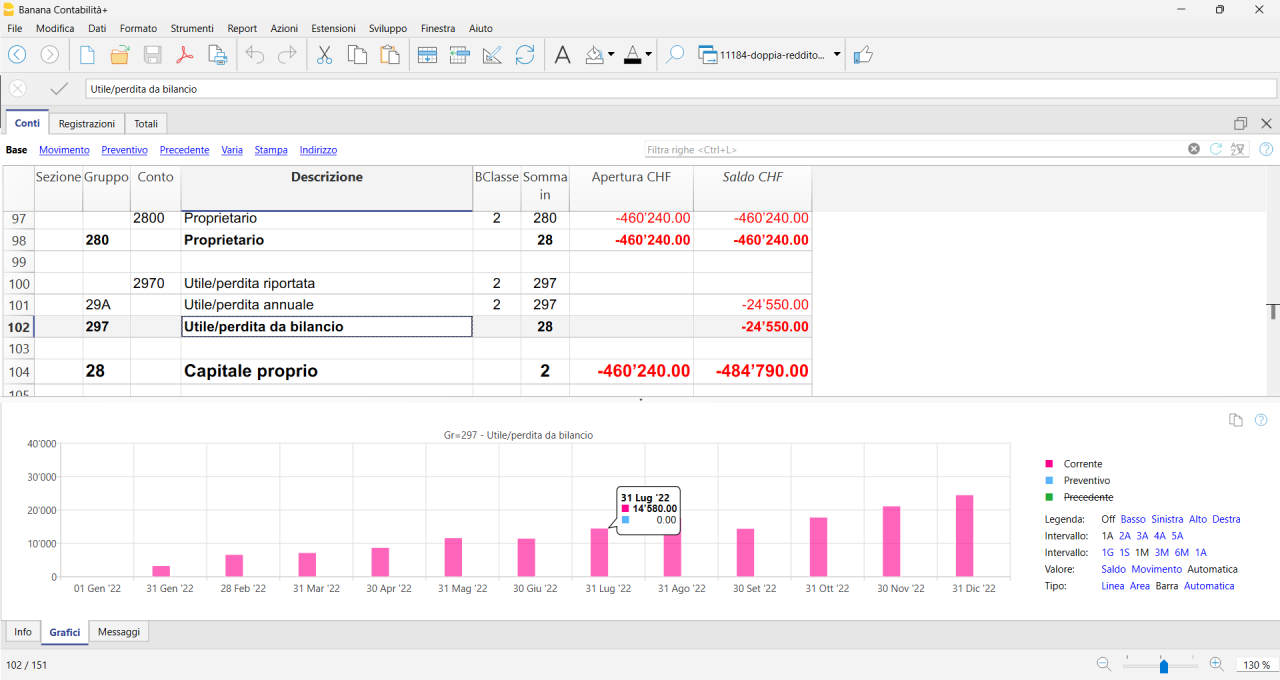 Banana Contabilità+
File Modifica Dati Formato Strumenti Report Azioni Estensioni Sviluppo Finestra Aiuto
11184-doppia-reddito...
Utile/perdita da bilancio
Conti Registrazioni Totali
Base Movimento Preventivo Precedente Varia Stampa Indirizzo Filtra righe <Ctrl+L>
Sezione Gruppo Conto Descrizione BClasse Somma in Apertura CHF Saldo CHF
97 2800 Proprietario 2 280 -460’240.00 -460’240.00
98 280 Proprietario 28 -460’240.00 -460’240.00
99
100 2970 Utile/perdita riportata 2 297
101 29A Utile/perdita annuale 2 297 -24’550.00
102 297 Utile/perdita da bilancio 28 -24’550.00
103
104 28 Capitale proprio 2 -460’240.00 -484’790.00
105
Gr=297 - Utile/perdita da bilancio
40'000
30'000
20'000
10'000
0
31 Lug '22
14'580.00
0.00
01 Gen '22 31 Gen '22 28 Feb '22 31 Mar '22 30 Apr '22 31 Mag '22 30 Giu '22 31 Lug '22 31 Ago '22 30 Set '22 31 Ott '22 30 Nov '22 31 Dic '22
Corrente
Preventivo
Precedente
Legenda: Off Basso Sinistra Alto Destra
Intervallo: 1A 2A 3A 4A 5A
Intervallo: 1G 1S 1M 3M 6M 1A
Valore: Saldo Movimento Automatica
Tipo: Linea Area Barra Automatica
Info Grafici Messaggi
102 / 151
130 %